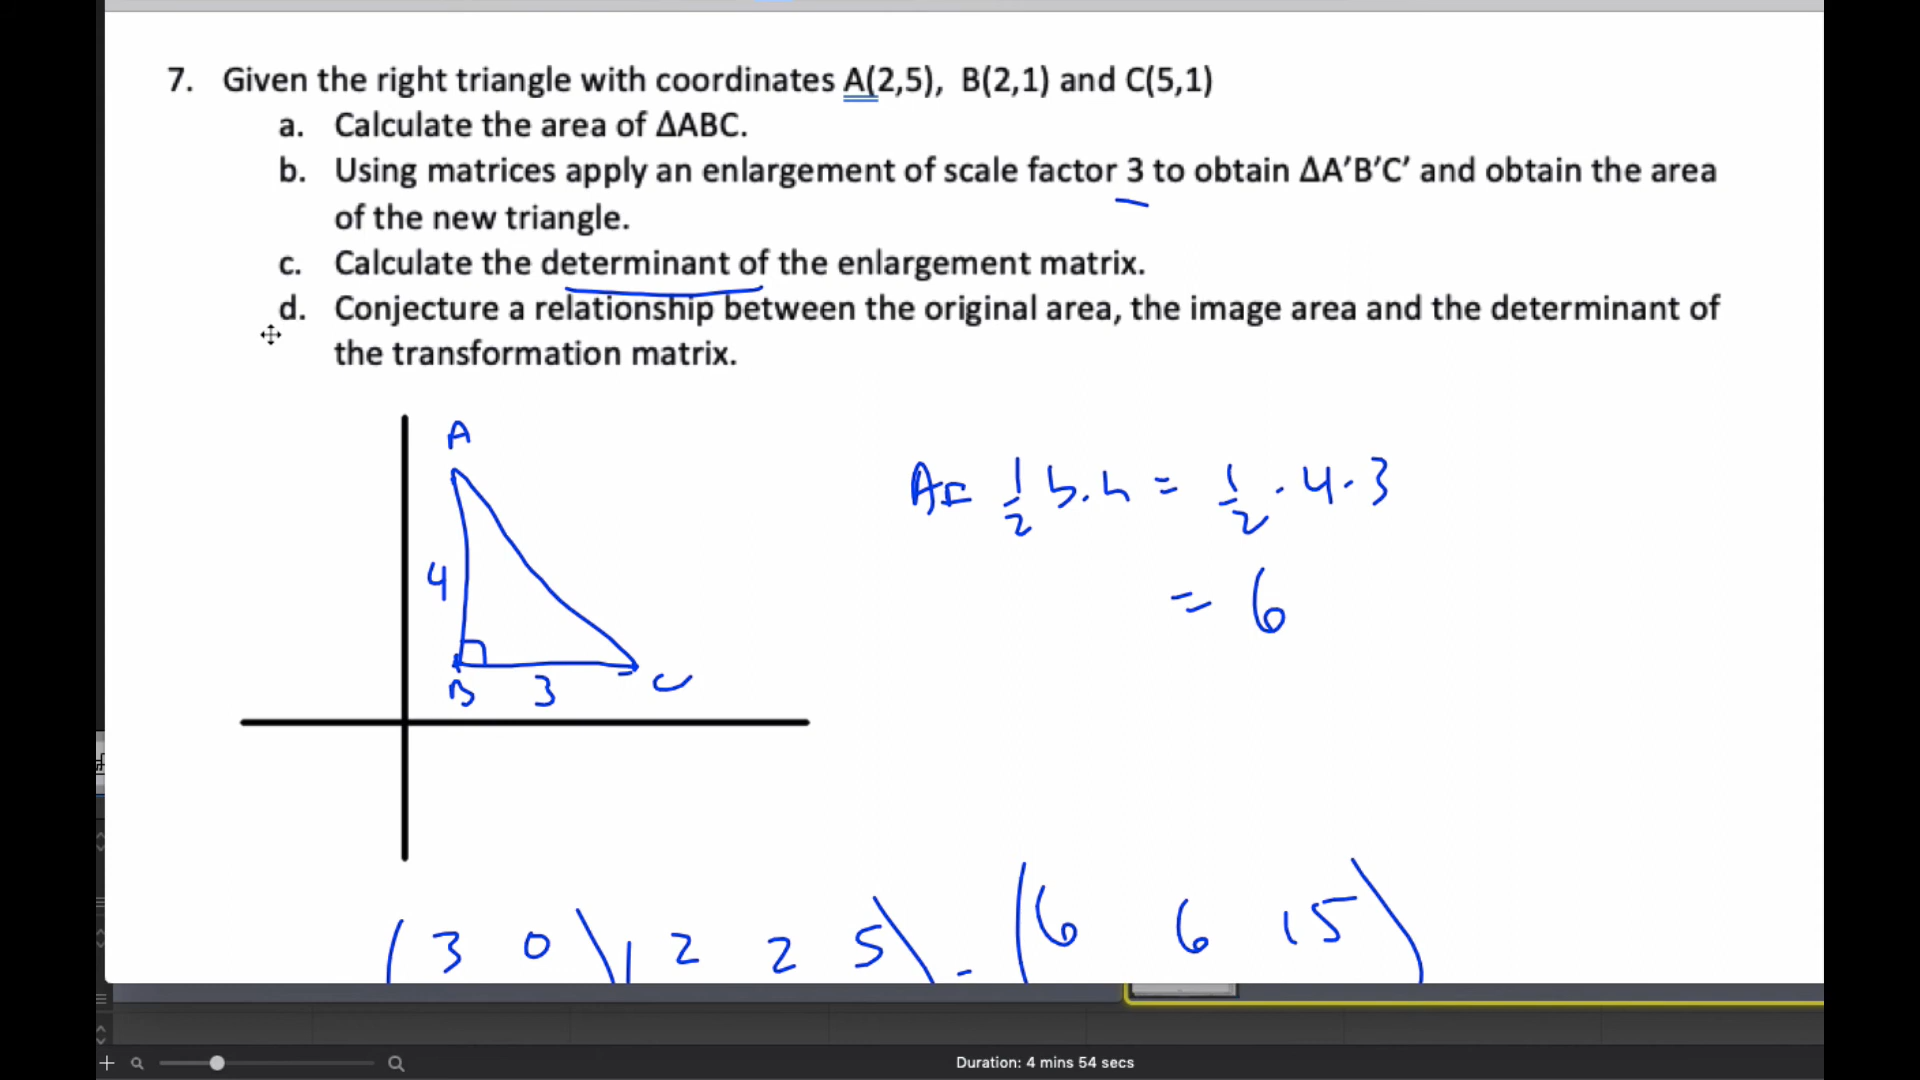 7. Given the right triangle with coordinates A(2,5), B(2,1) and C(5,1)
a. Calculate the area of ΔABC.
b. Using matrices apply an enlargement of scale factor 3 to obtain ΔA′B′C′ and obtain the area
of the new triangle.
c. Calculate the determinant of the enlargement matrix.
d. Conjecture a relationship between the original area, the image area and the determinant of
the transformation matrix.
A
4
B 3 C
A = 1/2 b.h = 1/2 · 4 · 3
= 6
( 3 0 ) ( 2 2 5 ) = ( 6 6 15 )
Duration: 4 mins 54 secs